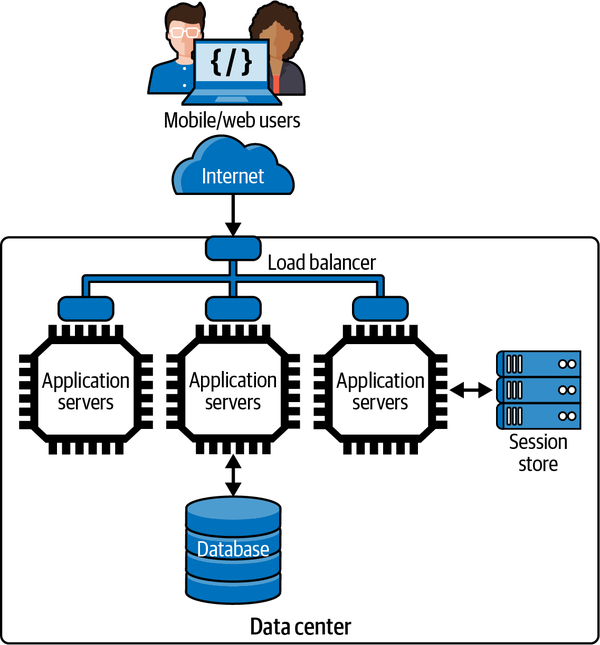 {/}
Mobile/web users
Internet
Load balancer
Application
servers
Application
servers
Application
servers
Session
store
Database
Data center